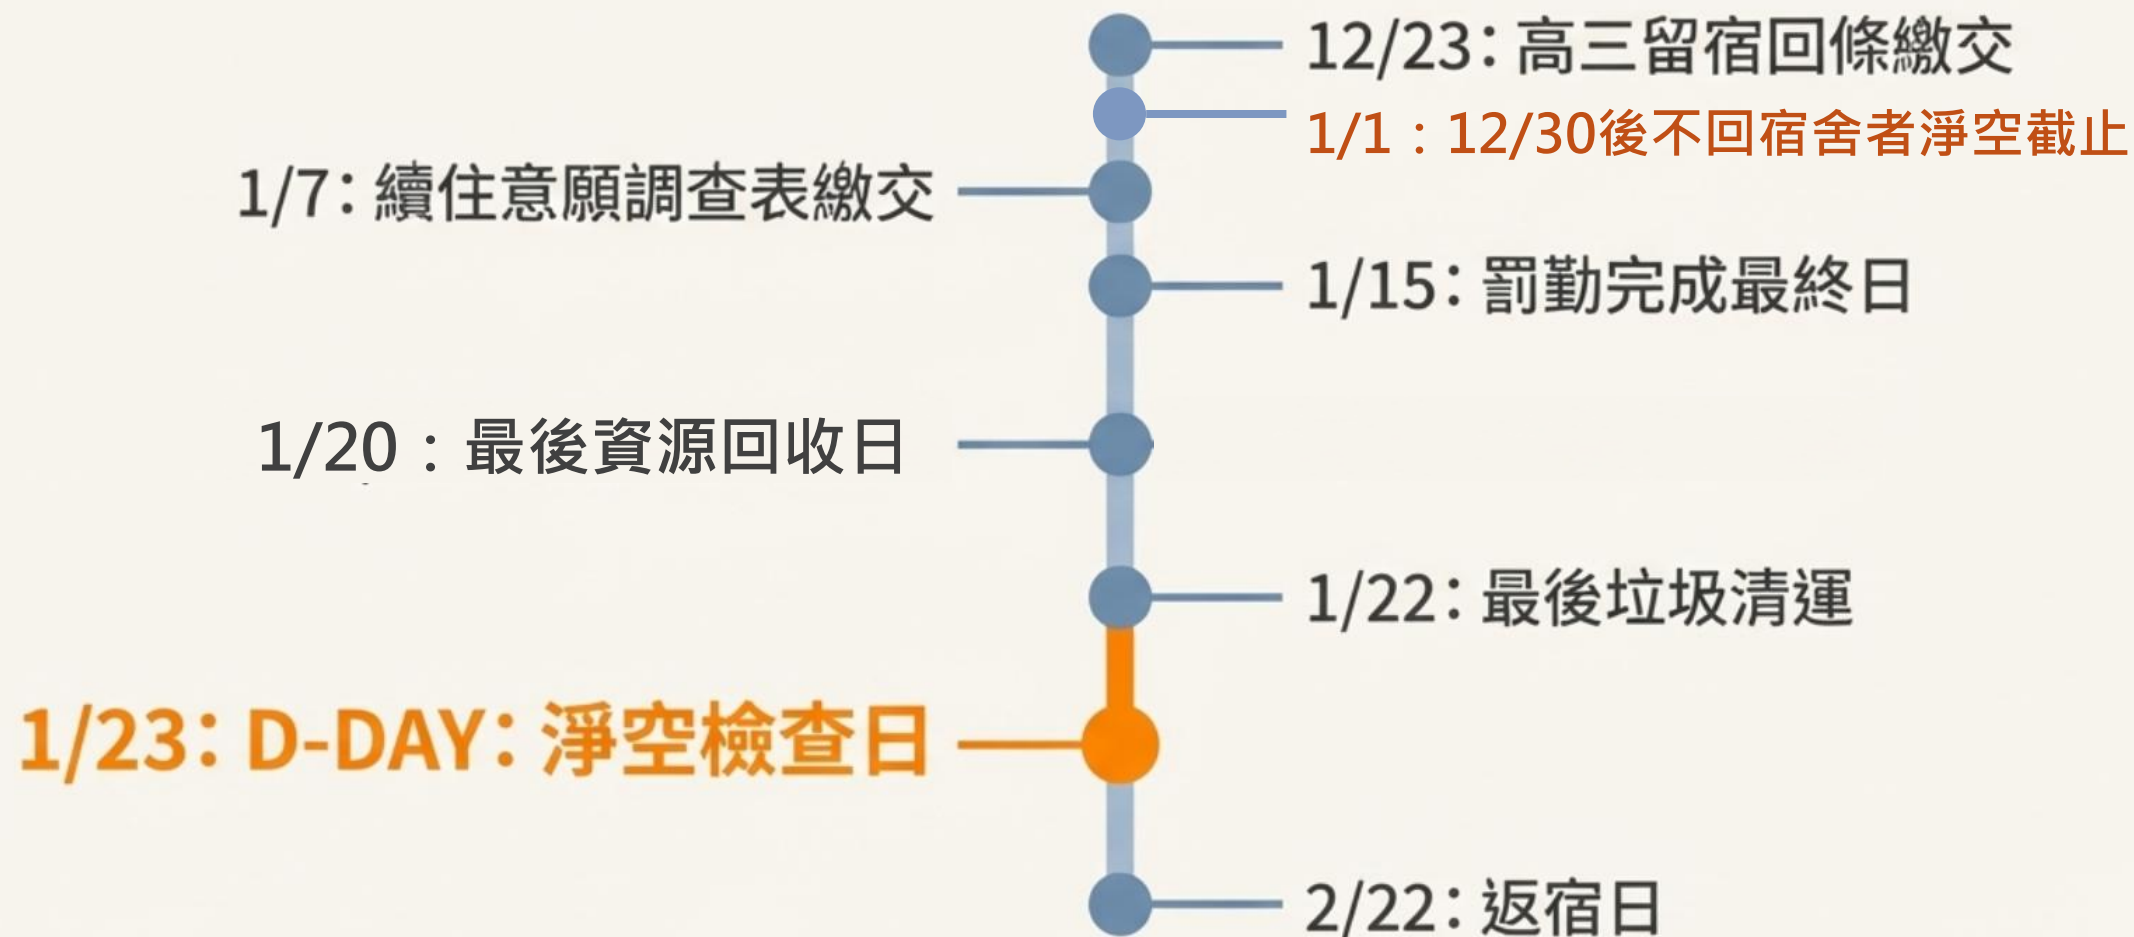 12/23：高三留宿回條繳交
1/1：12/30後不回宿舍者淨空截止
1/7：續住意願調查表繳交
1/15：罰勤完成最終日
1/20：最後資源回收日
1/22：最後垃圾清運
1/23：D-DAY：淨空檢查日
2/22：返宿日